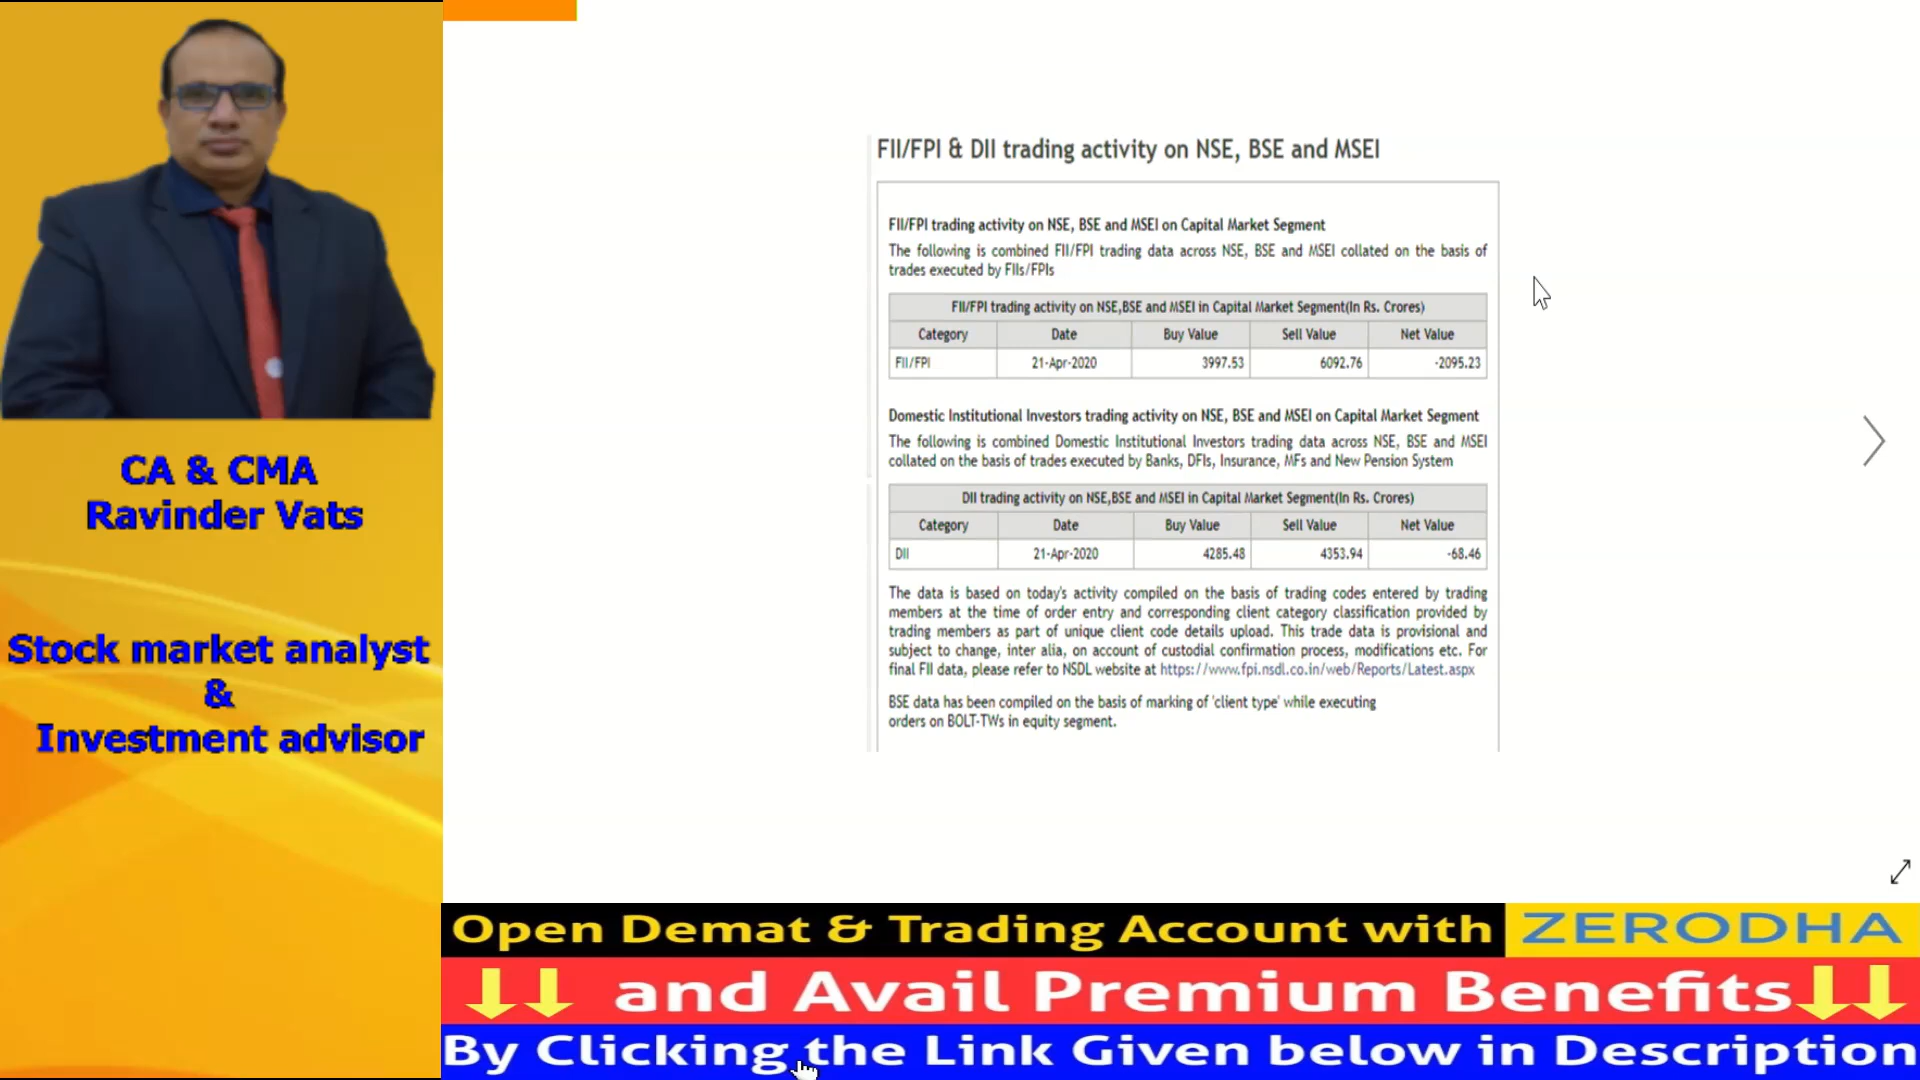 CA & CMA
Ravinder Vats
Stock market analyst
&
Investment advisor
FII/FPI & DII trading activity on NSE, BSE and MSEI
FII/FPI trading activity on NSE, BSE and MSEI on Capital Market Segment
The following is combined FII/FPI trading data across NSE, BSE and MSEI collated on the basis of
trades executed by FIIs/FPIs
FII/FPI trading activity on NSE,BSE and MSEI in Capital Market Segment(In Rs. Crores)
Category Date Buy Value Sell Value Net Value
FII/FPI 21-Apr-2020 3997.53 6092.76 -2095.23
Domestic Institutional Investors trading activity on NSE, BSE and MSEI on Capital Market Segment
The following is combined Domestic Institutional Investors trading data across NSE, BSE and MSEI
collated on the basis of trades executed by Banks, DFIs, Insurance, MFs and New Pension System
DII trading activity on NSE,BSE and MSEI in Capital Market Segment(In Rs. Crores)
Category Date Buy Value Sell Value Net Value
DII 21-Apr-2020 4285.48 4353.94 -68.46
The data is based on today's activity compiled on the basis of trading codes entered by trading
members at the time of order entry and corresponding client category classification provided by
trading members as part of unique client code details upload. This trade data is provisional and
subject to change, inter alia, on account of custodial confirmation process, modifications etc. For
final FII data, please refer to NSDL website at https://www.fpi.nsdl.co.in/web/Reports/Latest.aspx
BSE data has been compiled on the basis of marking of 'client type' while executing
orders on BOLT-TWs in equity segment.
Open Demat & Trading Account with ZERODHA
and Avail Premium Benefits
By Clicking the Link Given below in Description